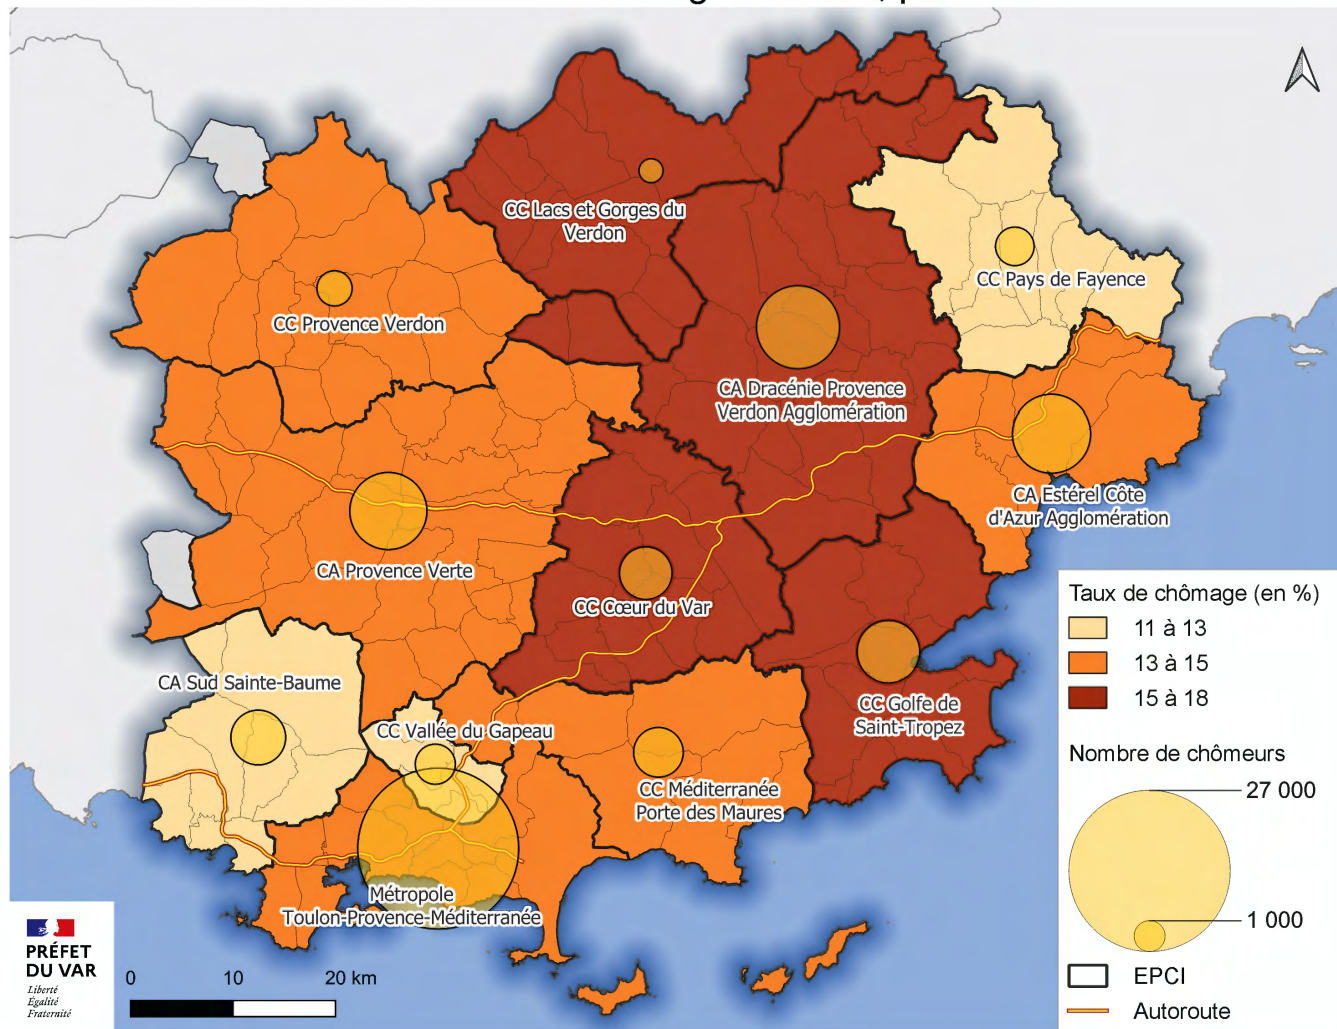 CC Lacs et Gorges du
Verdon
CC Pays de Fayence
CC Provence Verdon
CA Dracénie Provence
Verdon Agglomération
CA Estérel Côte
d'Azur Agglomération
CA Provence Verte
CC Cœur du Var
CA Sud Sainte-Baume
CC Vallée du Gapeau
CC Golfe de
Saint-Tropez
CC Méditerranée
Porte des Maures
Métropole
Toulon-Provence-Méditerranée
Taux de chômage (en %)
11 à 13
13 à 15
15 à 18
Nombre de chômeurs
27 000
1 000
EPCI
Autoroute
PRÉFET
DU VAR
Liberté
Égalité
Fraternité
0 10 20 km